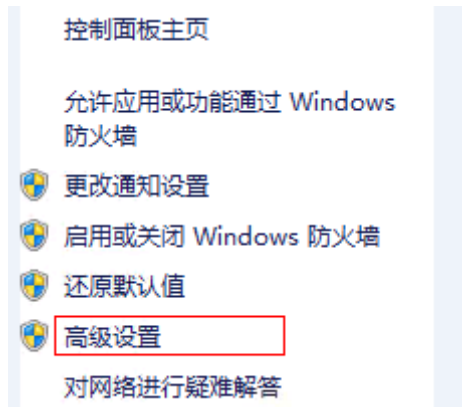 控制面板主页
允许应用或功能通过 Windows
防火墙
更改通知设置
启用或关闭 Windows 防火墙
还原默认值
高级设置
对网络进行疑难解答